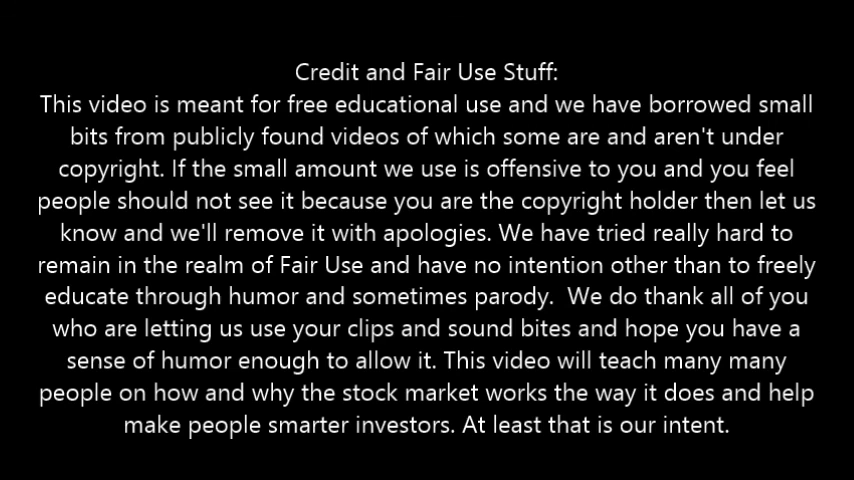 Credit and Fair Use Stuff:
This video is meant for free educational use and we have borrowed small
bits from publicly found videos of which some are and aren't under
copyright. If the small amount we use is offensive to you and you feel
people should not see it because you are the copyright holder then let us
know and we'll remove it with apologies. We have tried really hard to
remain in the realm of Fair Use and have no intention other than to freely
educate through humor and sometimes parody.  We do thank all of you
who are letting us use your clips and sound bites and hope you have a
sense of humor enough to allow it. This video will teach many many
people on how and why the stock market works the way it does and help
make people smarter investors. At least that is our intent.